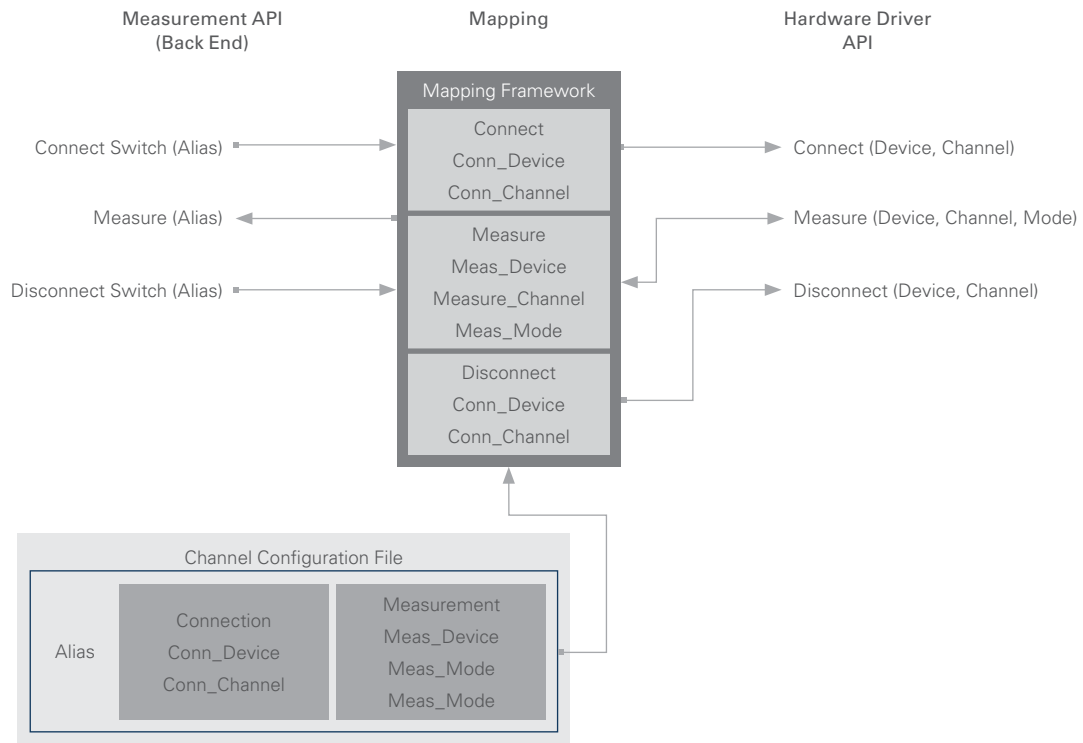 Measurement API
(Back End)
Mapping
Hardware Driver
API
Mapping Framework
Connect
Conn_Device
Conn_Channel
Measure
Meas_Device
Measure_Channel
Meas_Mode
Disconnect
Conn_Device
Conn_Channel
Connect Switch (Alias)
Measure (Alias)
Disconnect Switch (Alias)
Connect (Device, Channel)
Measure (Device, Channel, Mode)
Disconnect (Device, Channel)
Channel Configuration File
Alias
Connection
Conn_Device
Conn_Channel
Measurement
Meas_Device
Meas_Mode
Meas_Mode